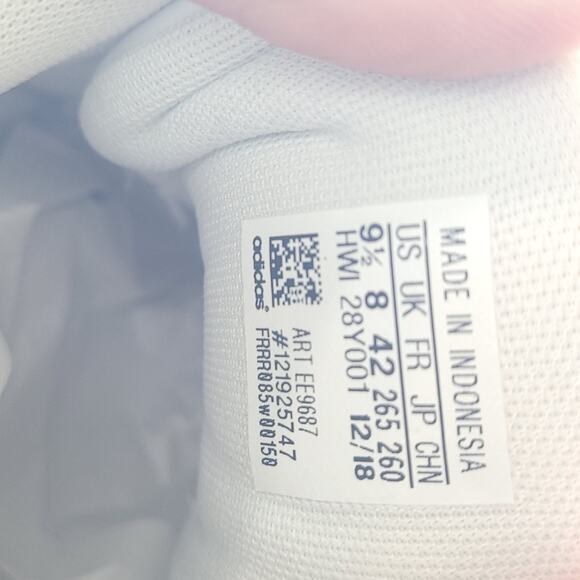 MADE IN INDONESIA
US UK FR JP CHN
9½ 8 42 265 260
HWI 28Y001 12/18
ART EE9687
#121925747
FRRR085W00150
adidas